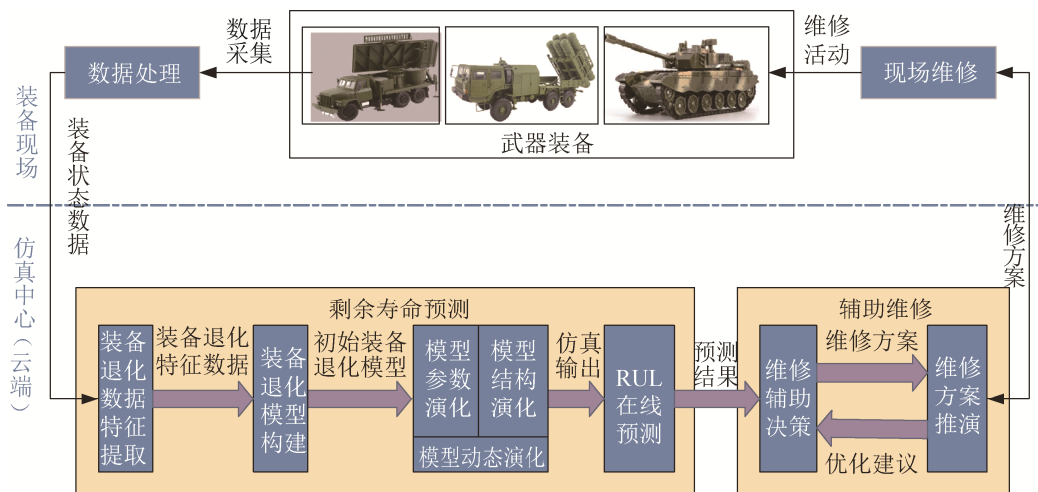 数据
采集
维修
活动
数据处理
现场维修
武器装备
装备现场
装备状态数据
维修方案
仿真中心（云端）
剩余寿命预测
辅助维修
装备
退化
数据
特征
提取
装备退化
特征数据
装备
退化
模型
构建
初始装备
退化模型
模型
参数
演化
模型
结构
演化
模型动态演化
仿真
输出
RUL
在线
预测
预测
结果
维修
辅助
决策
维修方案
优化建议
维修
方案
推演